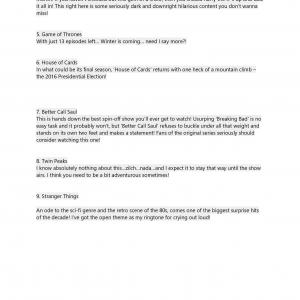 it all in! This right here is some seriously dark and downright hilarious content you don't wanna
miss!
5. Game of Thrones
With just 13 episodes left... Winter is coming... need I say more?!
6. House of Cards
In what could be its final season, 'House of Cards' returns with one heck of a mountain climb –
the 2016 Presidential Election!
7. Better Call Saul
This is hands down the best spin-off show you'll ever get to watch! Usurping 'Breaking Bad' is no
way task and it probably won't, but 'Better Call Saul' refuses to buckle under all that weight and
stands on its own two feet and makes a statement! Fans of the original series seriously should
consider watching this one!
8. Twin Peaks
I know absolutely nothing about this...zilch...nada...and I expect it to stay that way until the show
airs. I think you need to be a bit adventurous sometimes!
9. Stranger Things
An ode to the sci-fi genre and the retro scene of the 80s, comes one of the biggest surprise hits
of the decade! I've got the open theme as my ringtone for crying out loud!